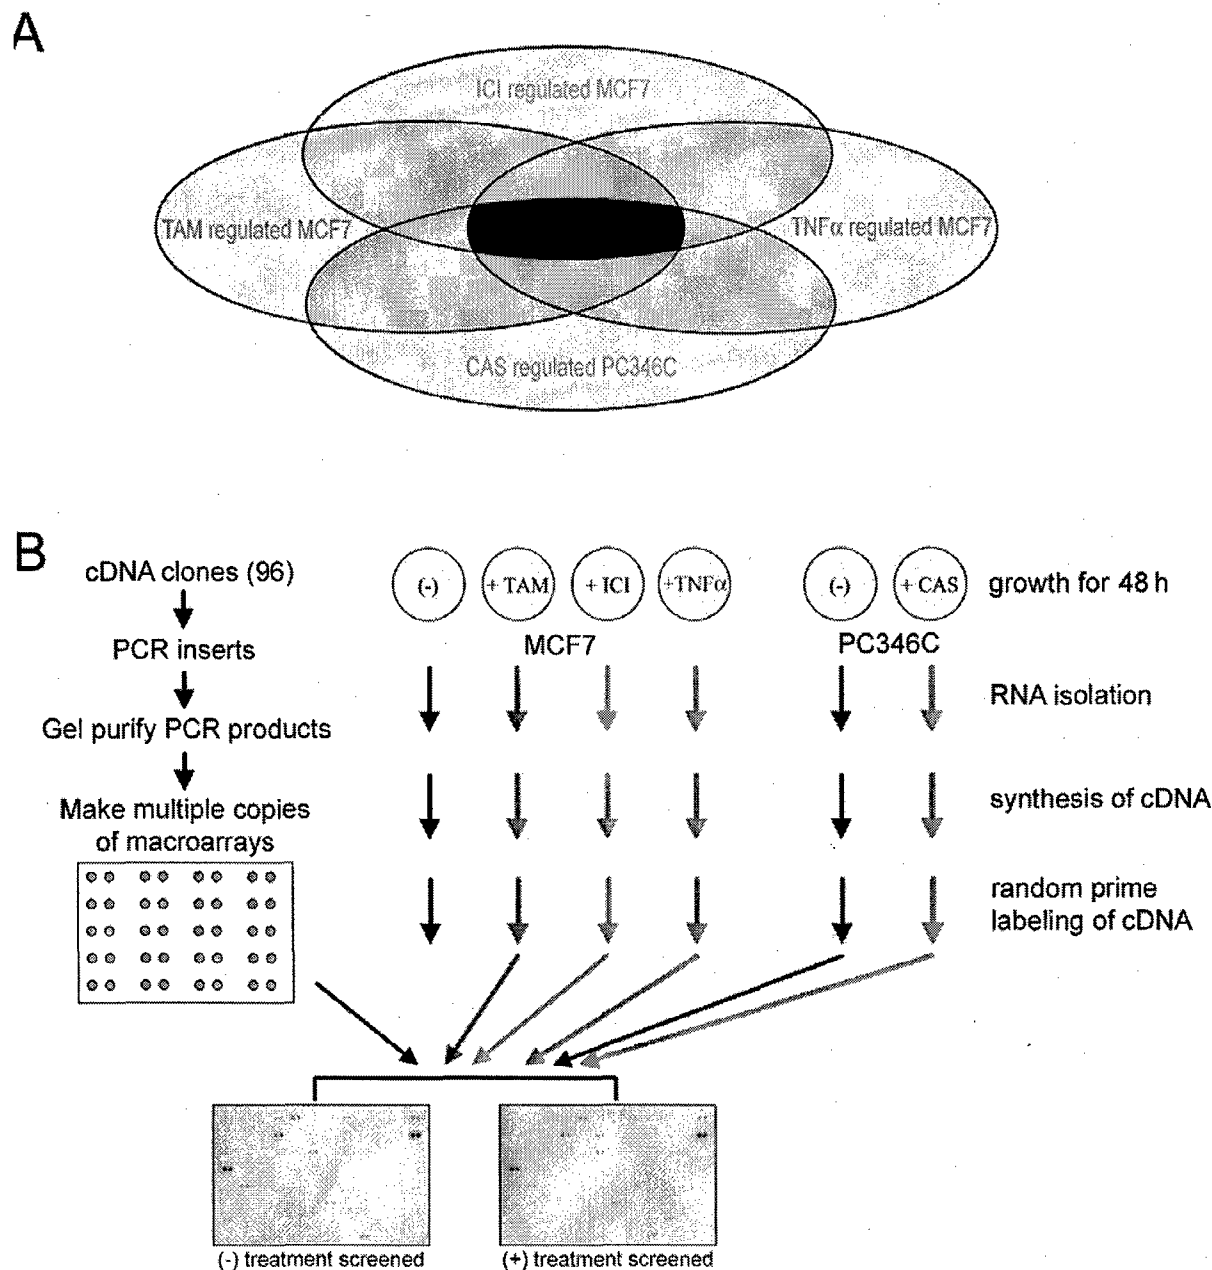 A
ICI regulated MCF7
TAM regulated MCF7
TNFα regulated MCF7
CAS regulated PC346C
B
cDNA clones (96)
PCR inserts
Gel purify PCR products
Make multiple copies
of macroarrays
(-)
+ TAM
+ ICI
+TNFα
(-)
+ CAS
growth for 48 h
MCF7
PC346C
RNA isolation
synthesis of cDNA
random prime
labeling of cDNA
(-) treatment screened
(+) treatment screened